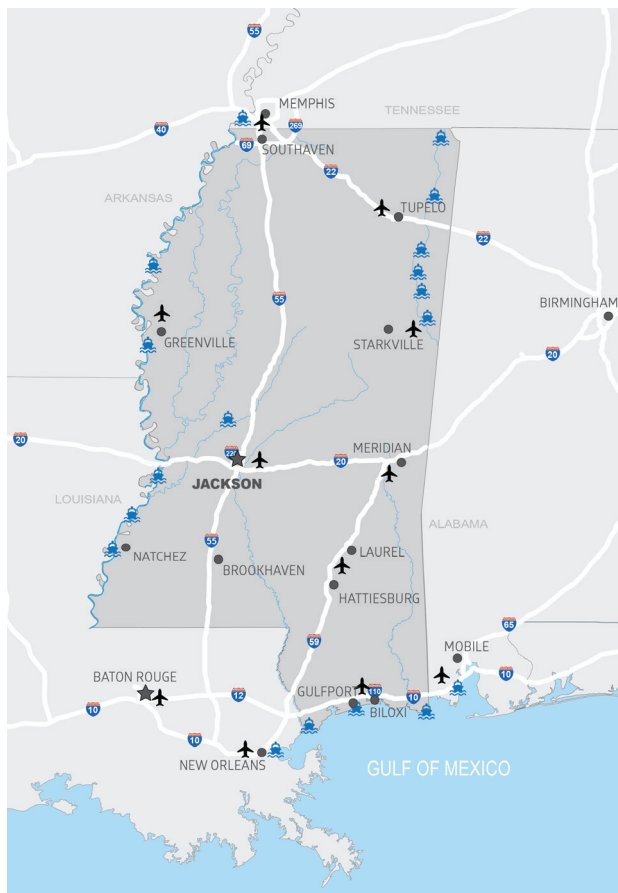 55
MEMPHIS
TENNESSEE
40
269
69
SOUTHAVEN
22
ARKANSAS
TUPELO
22
55
BIRMINGHAM
GREENVILLE
STARKVILLE
20
20
220
MERIDIAN
20
JACKSON
LOUISIANA
ALABAMA
55
NATCHEZ
LAUREL
BROOKHAVEN
HATTIESBURG
65
59
MOBILE
BATON ROUGE
10
12
GULFPORT
110
10
10
BILOXI
10
NEW ORLEANS
GULF OF MEXICO